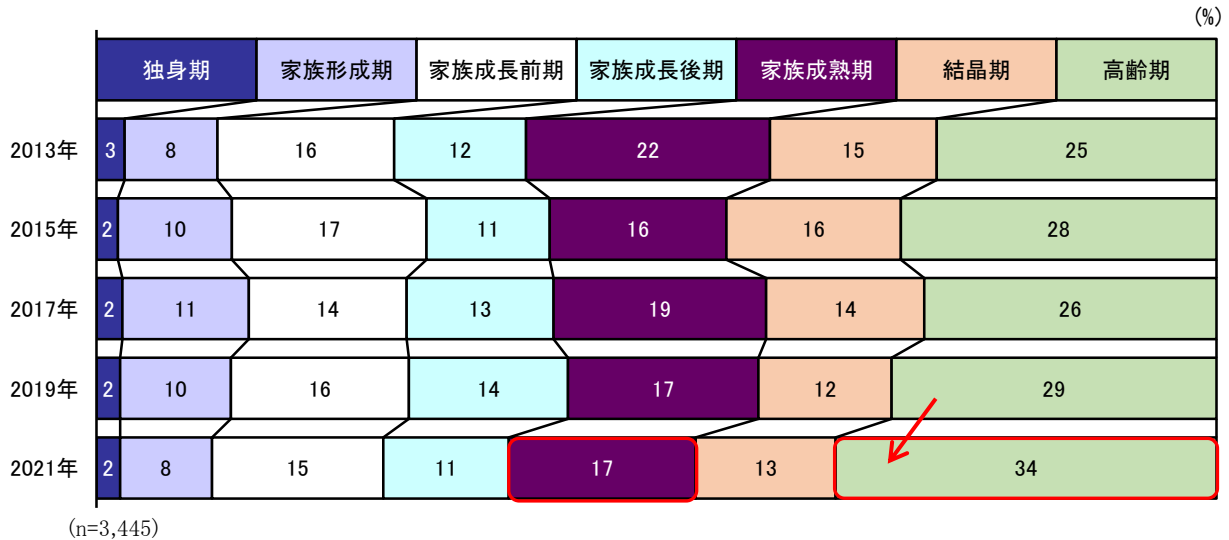 (%)
独身期 家族形成期 家族成長前期 家族成長後期 家族成熟期 結晶期 高齢期
2013年 3 8 16 12 22 15 25
2015年 2 10 17 11 16 16 28
2017年 2 11 14 13 19 14 26
2019年 2 10 16 14 17 12 29
2021年 2 8 15 11 17 13 34
(n=3,445)